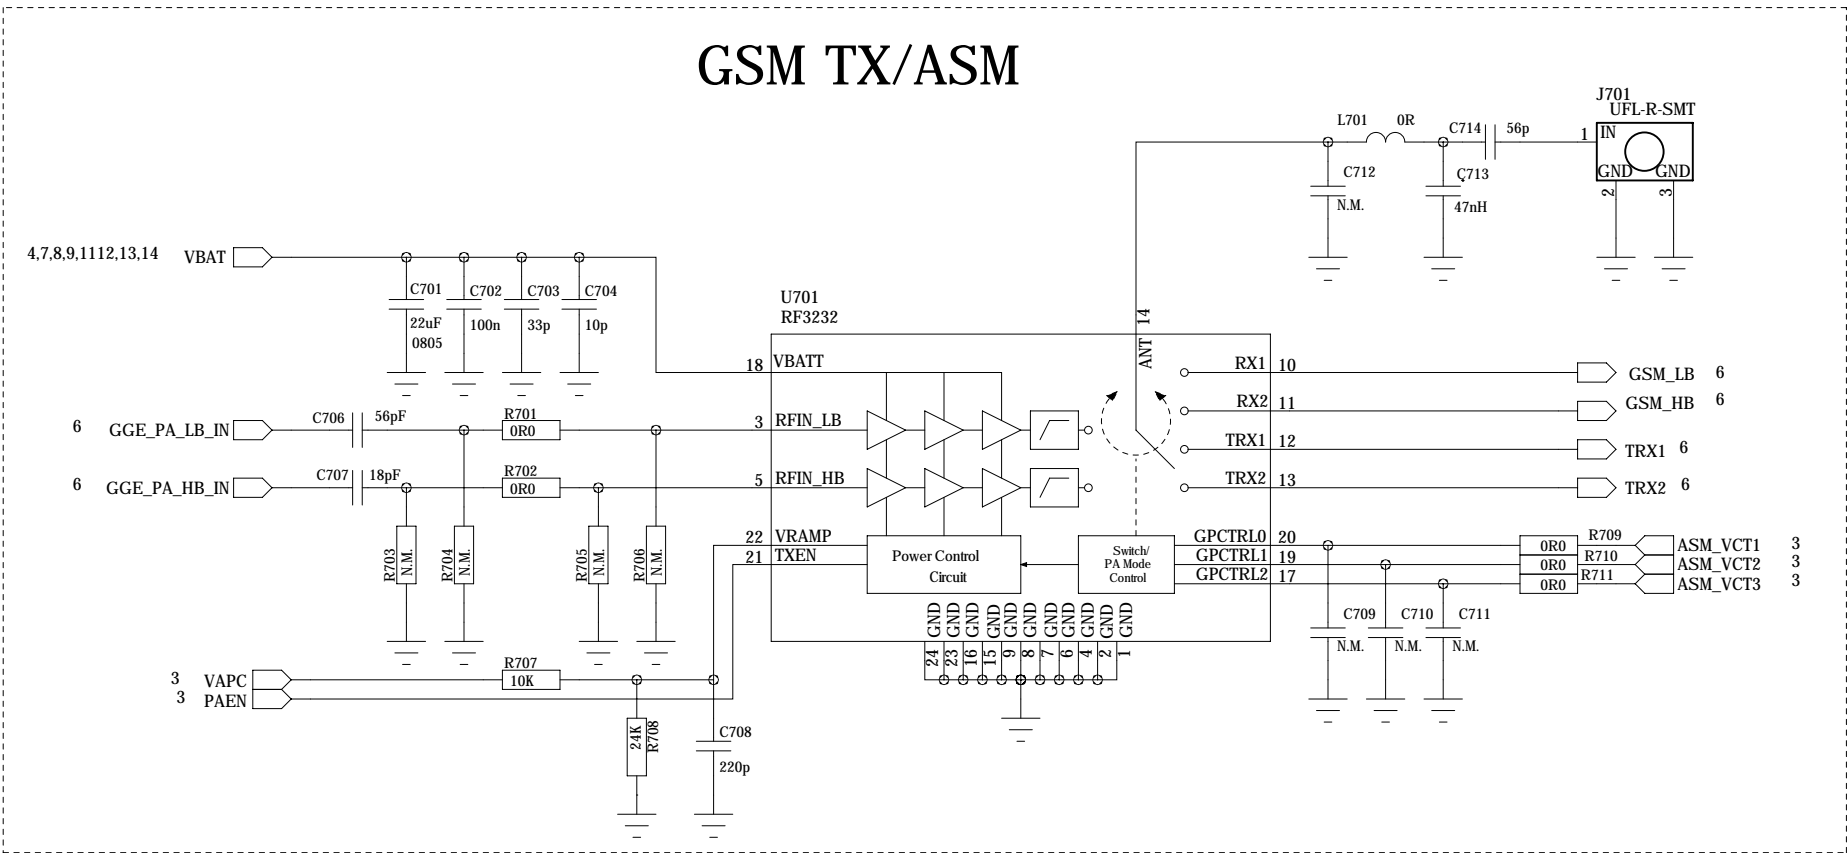 GSM TX/ASM
J701
UFL-R-SMT
L701 0R
C714 56p
1 IN
GND GND
2 3
C712
N.M.
C713
47nH
4,7,8,9,1112,13,14 VBAT
C701 C702 C703 C704
22uF 100n 33p 10p
0805
U701
RF3232
14
ANT
18 VBATT
RX1 10 GSM_LB 6
RX2 11 GSM_HB 6
6 GGE_PA_LB_IN C706 56pF R701 0R0 3 RFIN_LB
TRX1 12 TRX1 6
6 GGE_PA_HB_IN C707 18pF R702 0R0 5 RFIN_HB
TRX2 13 TRX2 6
R703 N.M. R704 N.M. R705 N.M. R706 N.M.
22 VRAMP
21 TXEN
Power Control
Circuit
Switch/
PA Mode
Control
GPCTRL0 20 0R0 R709 ASM_VCT1 3
GPCTRL1 19 0R0 R710 ASM_VCT2 3
GPCTRL2 17 0R0 R711 ASM_VCT3 3
GND GND GND GND GND GND GND GND GND GND GND
24 23 16 15 9 8 7 6 4 2 1
C709 C710 C711
N.M. N.M. N.M.
3 VAPC R707 10K
3 PAEN
24K R708
C708
220p